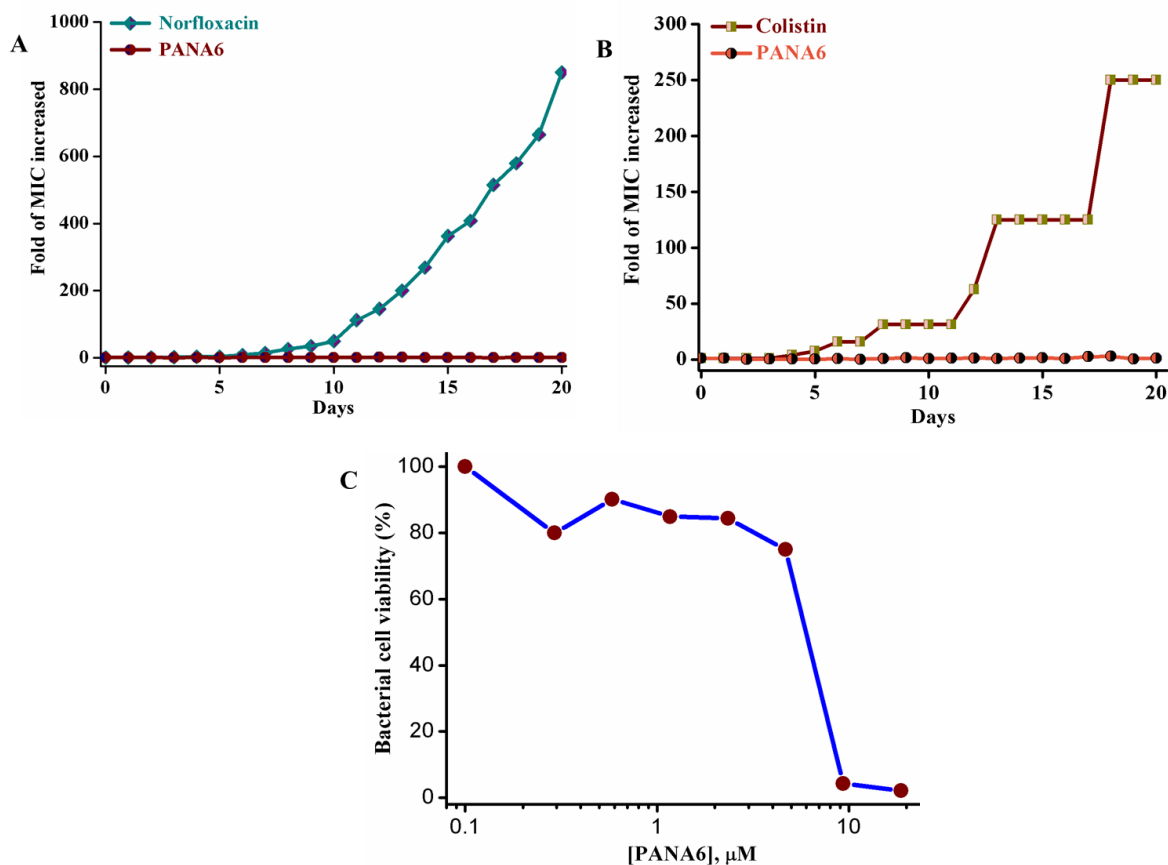 A
Norfloxacin
PANA6
Fold of MIC increased
1000
800
600
400
200
0
0 5 10 15 20
Days
B
Colistin
PANA6
Fold of MIC increased
300
250
200
150
100
50
0
0 5 10 15 20
Days
C
Bacterial cell viability (%)
100
80
60
40
20
0
0.1 1 10
[PANA6], μM